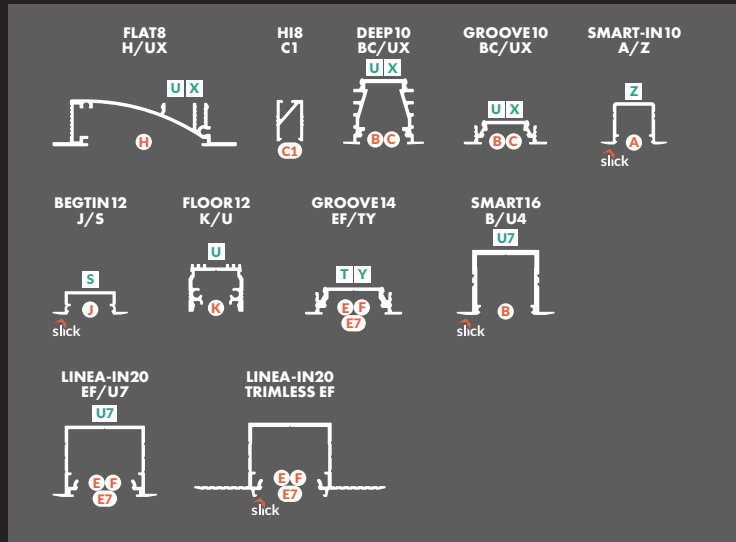 FLAT8
H/UX
HI8
C1
DEEP10
BC/UX
GROOVE10
BC/UX
SMART-IN10
A/Z
U X
H
C1
U X
B C
U X
B C
Z
A
slick
BEGTIN12
J/S
FLOOR12
K/U
GROOVE14
EF/TY
SMART16
B/U4
S
J
slick
U
K
T Y
E F
E7
U7
B
slick
LINEA-IN20
EF/U7
LINEA-IN20
TRIMLESS EF
U7
E F
E7
E F
E7
slick